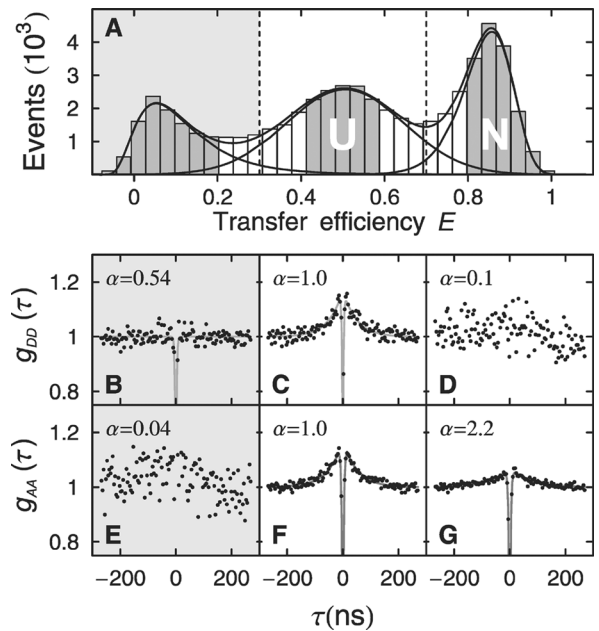 A
Events (10³)
4
3
2
1
U
N
0 0.2 0.4 0.6 0.8 1
Transfer efficiency E
g_DD(τ)
1.2
1
0.8
α=0.54
α=1.0
α=0.1
B
C
D
g_AA(τ)
1.2
1
0.8
α=0.04
α=1.0
α=2.2
E
F
G
−200 0 200 −200 0 200 −200 0 200
τ(ns)